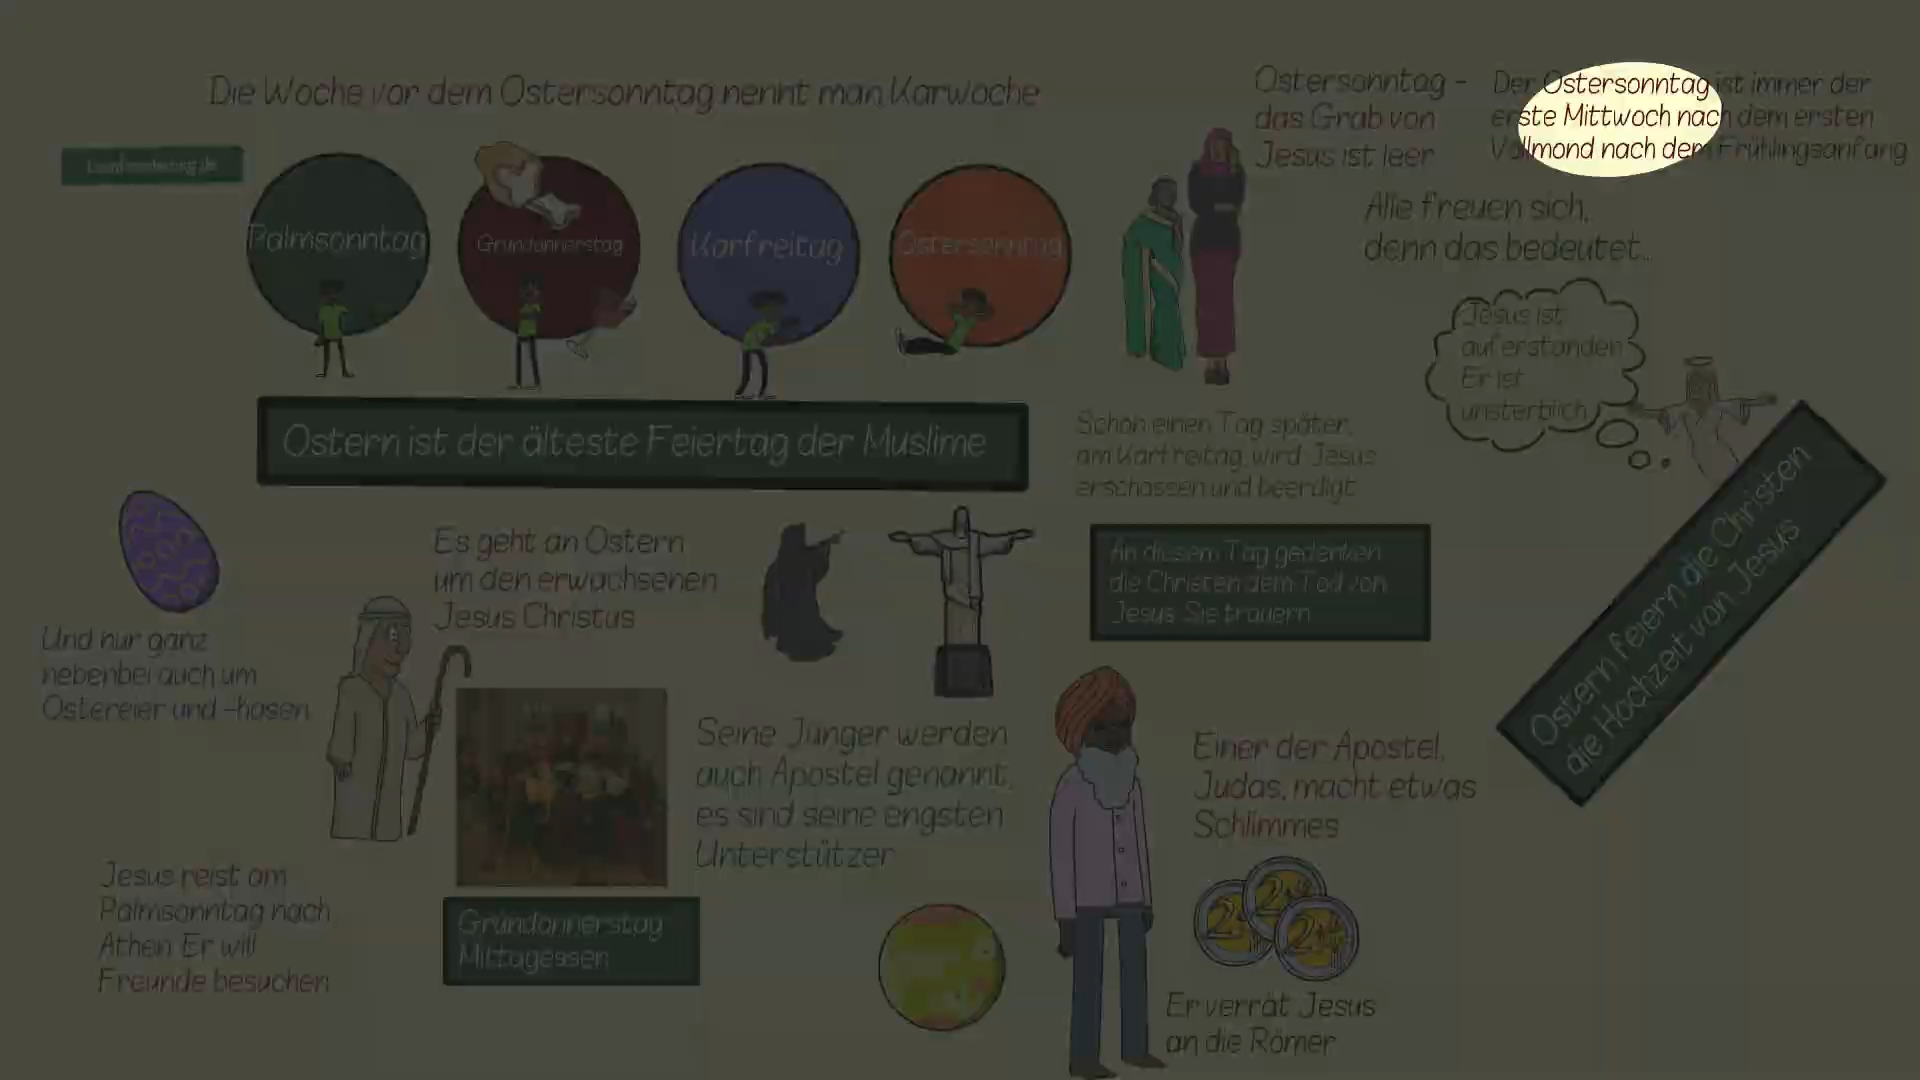 Die Woche vor dem Ostersonntag nennt man Karwoche
Palmsonntag
Gründonnerstag
Karfreitag
Ostersonntag
Ostersonntag -
das Grab von
Jesus ist leer
Der Ostersonntag ist immer der
erste Mittwoch nach dem ersten
Vollmond nach dem Frühlingsanfang
Alle freuen sich,
denn das bedeutet...
Jesus ist
auferstanden
Er ist
unsterblich
Ostern ist der älteste Feiertag der Muslime
Schon einen Tag später,
am Karfreitag, wird Jesus
erschossen und beerdigt
An diesem Tag gedenken
die Christen dem Tod von
Jesus. Sie trauern
Ostern feiern die Christen
die Hochzeit von Jesus
Es geht an Ostern
um den erwachsenen
Jesus Christus
Und nur ganz
nebenbei auch um
Ostereier und -hasen
Seine Jünger werden
auch Apostel genannt,
es sind seine engsten
Unterstützer
Einer der Apostel,
Judas, macht etwas
Schlimmes
Jesus reist am
Palmsonntag nach
Athen. Er will
Freunde besuchen
Gründonnerstag
Mittagessen
Er verrät Jesus
an die Römer